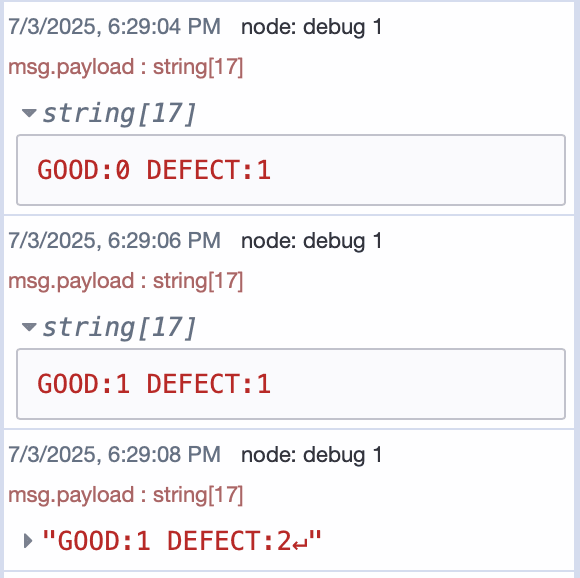 7/3/2025, 6:29:04 PM node: debug 1
msg.payload : string[17]
string[17]
GOOD:0 DEFECT:1
7/3/2025, 6:29:06 PM node: debug 1
msg.payload : string[17]
string[17]
GOOD:1 DEFECT:1
7/3/2025, 6:29:08 PM node: debug 1
msg.payload : string[17]
"GOOD:1 DEFECT:2↵"